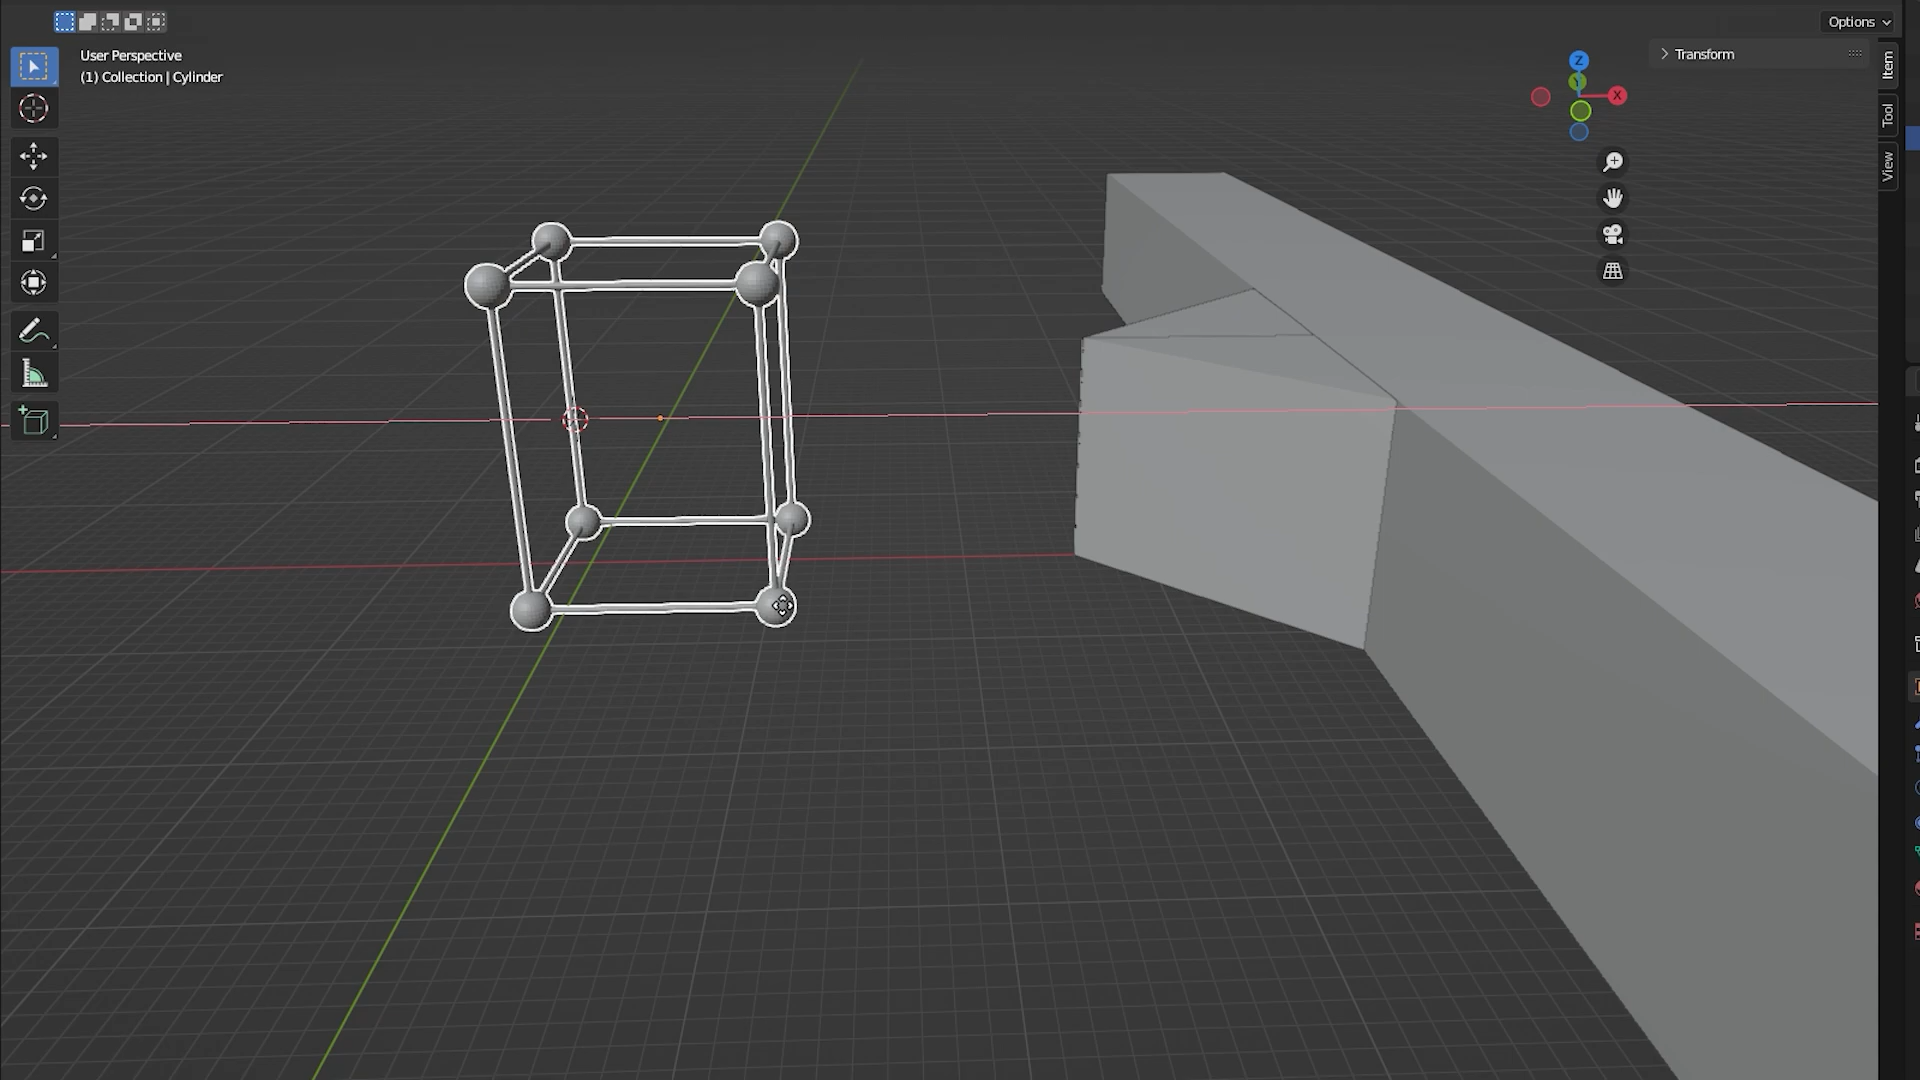 Options
User Perspective
(1) Collection | Cylinder
Transform
Z
Y
X
Item
Tool
View